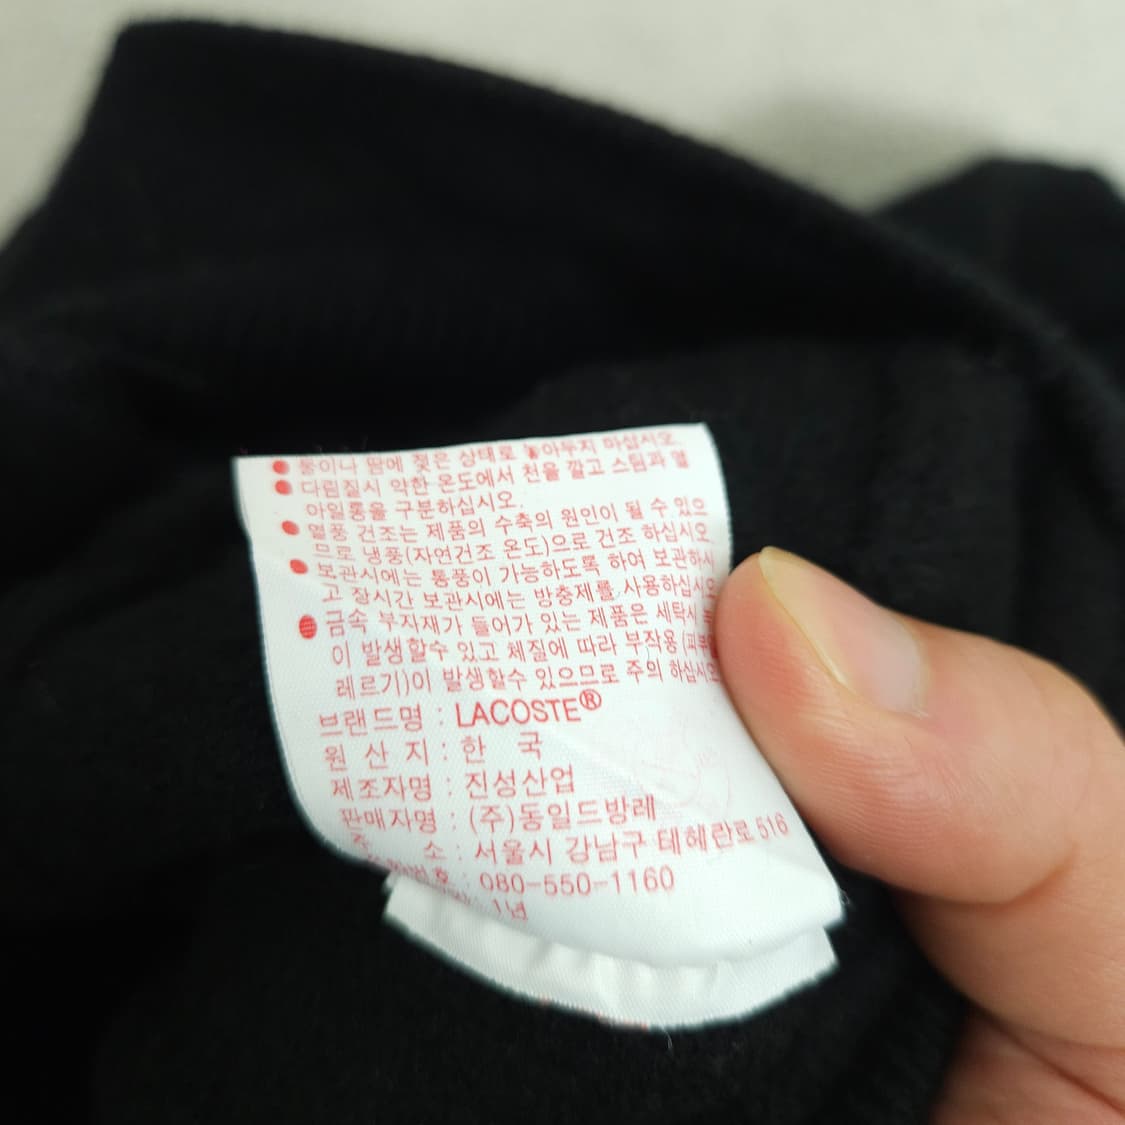 ● 물이나 땀에 젖은 상태로 놓아두지 마십시오.
● 다림질시 약한 온도에서 천을 깔고 스팀과 열
아일롱을 구분하십시오.
● 열풍 건조는 제품의 수축의 원인이 될 수 있으
므로 냉풍(자연건조 온도)으로 건조 하십시오
● 보관시에는 통풍이 가능하도록 하여 보관하시
고 장시간 보관시에는 방충제를 사용하십시오
● 금속 부자재가 들어가 있는 제품은 세탁시
이 발생할수 있고 체질에 따라 부작용
레르기)이 발생할수 있으므로 주의 하십시오
브랜드명 : LACOSTE®
원 산 지 : 한 국
제조자명 : 진성산업
판매자명 : (주)동일드방레
주 소 : 서울시 강남구 테헤란로 516
: 080-550-1160
1년